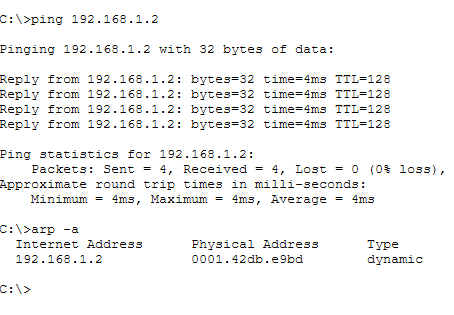 C:\>ping 192.168.1.2
Pinging 192.168.1.2 with 32 bytes of data:
Reply from 192.168.1.2: bytes=32 time=4ms TTL=128
Reply from 192.168.1.2: bytes=32 time=4ms TTL=128
Reply from 192.168.1.2: bytes=32 time=4ms TTL=128
Reply from 192.168.1.2: bytes=32 time=4ms TTL=128
Ping statistics for 192.168.1.2:
Packets: Sent = 4, Received = 4, Lost = 0 (0% loss),
Approximate round trip times in milli-seconds:
Minimum = 4ms, Maximum = 4ms, Average = 4ms
C:\>arp -a
Internet Address Physical Address Type
192.168.1.2 0001.42db.e9bd dynamic
C:\>